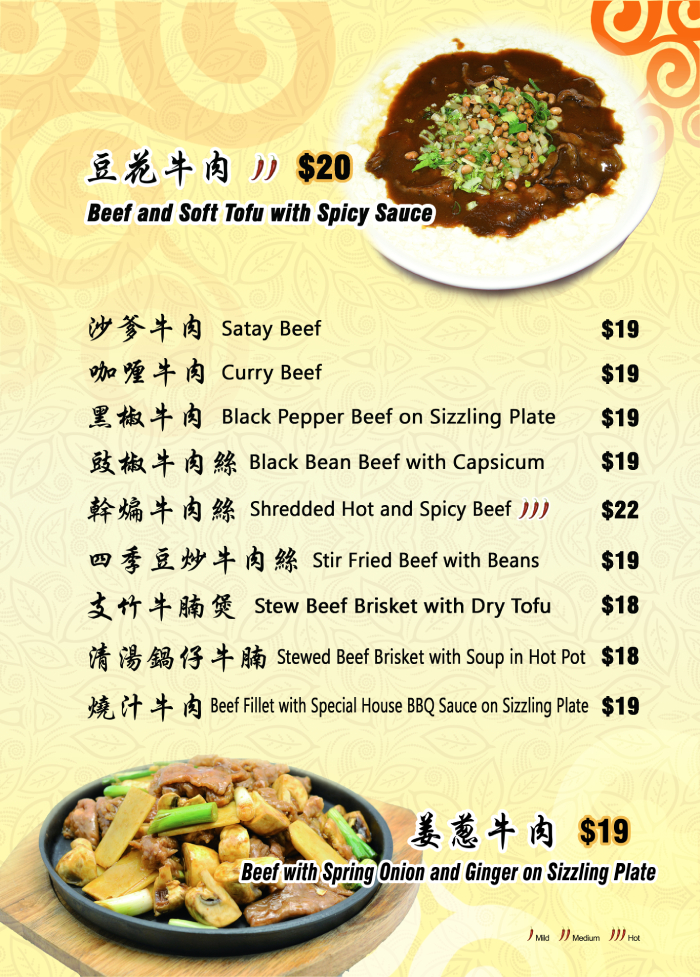 豆花牛肉 $20
Beef and Soft Tofu with Spicy Sauce
沙爹牛肉 Satay Beef $19
咖喱牛肉 Curry Beef $19
黑椒牛肉 Black Pepper Beef on Sizzling Plate $19
豉椒牛肉絲 Black Bean Beef with Capsicum $19
幹煸牛肉絲 Shredded Hot and Spicy Beef $22
四季豆炒牛肉絲 Stir Fried Beef with Beans $19
支竹牛腩煲 Stew Beef Brisket with Dry Tofu $18
清湯鍋仔牛腩 Stewed Beef Brisket with Soup in Hot Pot $18
燒汁牛肉 Beef Fillet with Special House BBQ Sauce on Sizzling Plate $19
姜蔥牛肉 $19
Beef with Spring Onion and Ginger on Sizzling Plate
Mild Medium Hot